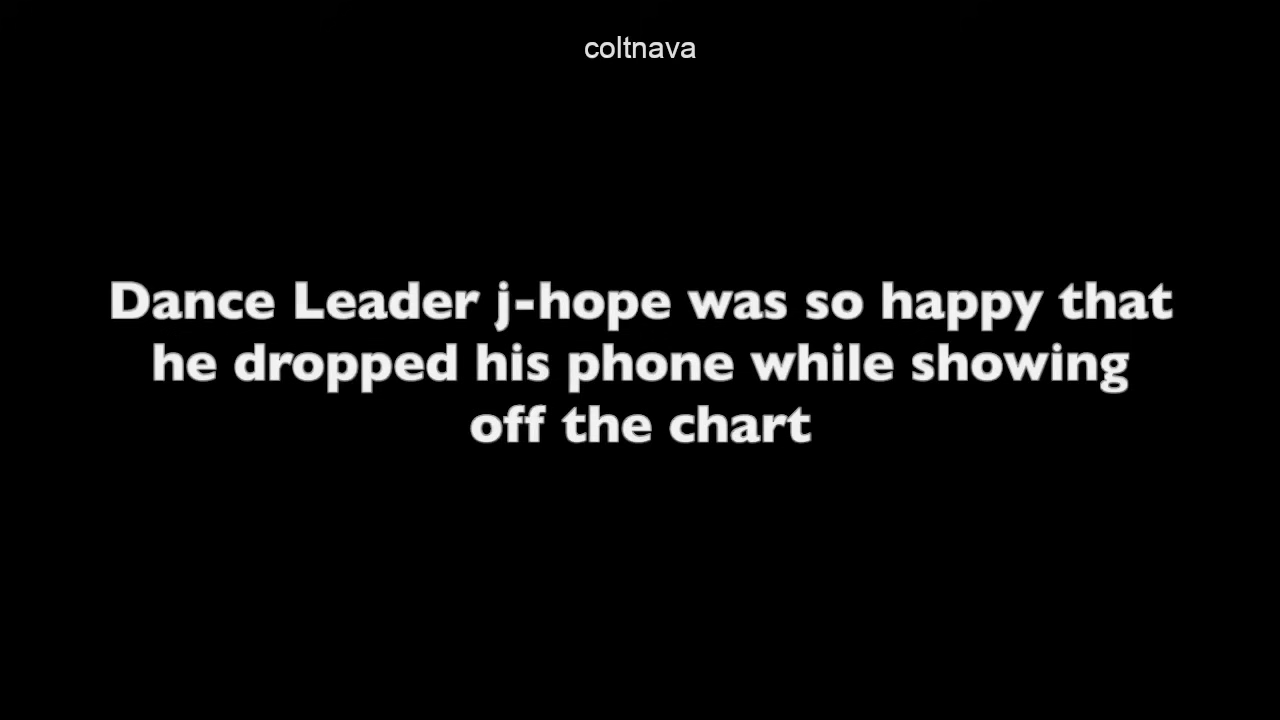 coltnava
Dance Leader j-hope was so happy that
he dropped his phone while showing
off the chart